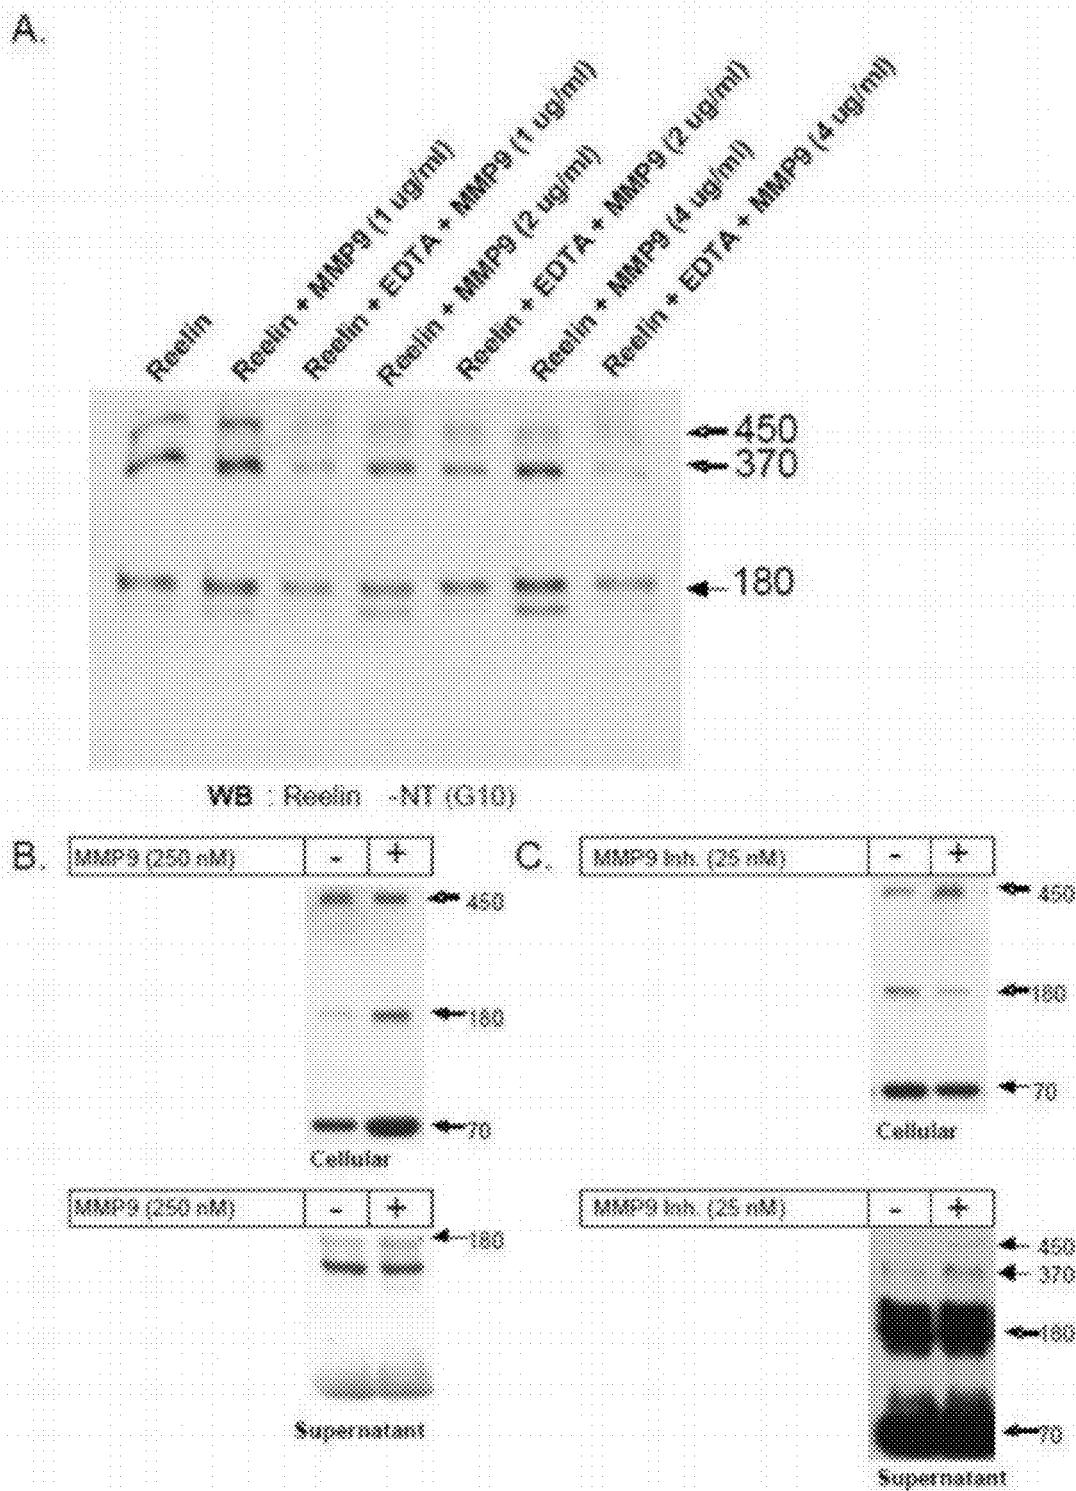 A.
Reelin
Reelin + MMP9 (1 ug/ml)
Reelin + EDTA + MMP9 (1 ug/ml)
Reelin + MMP9 (2 ug/ml)
Reelin + EDTA + MMP9 (2 ug/ml)
Reelin + MMP9 (4 ug/ml)
Reelin + EDTA + MMP9 (4 ug/ml)
450
370
180
WB : Reelin -NT (G10)
B.
MMP9 (250 nM) - +
450
180
70
Cellular
MMP9 (250 nM) - +
180
Supernatant
C.
MMP9 Inh. (25 nM) - +
450
180
70
Cellular
MMP9 Inh. (25 nM) - +
450
370
180
70
Supernatant